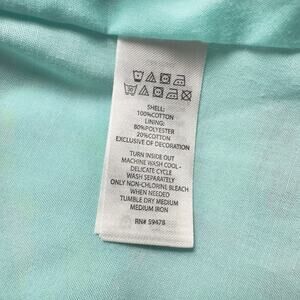 SHELL:
100%COTTON
LINING:
80%POLYESTER
20%COTTON
EXCLUSIVE OF DECORATION
TURN INSIDE OUT
MACHINE WASH COOL -
DELICATE CYCLE
WASH SEPARATELY
ONLY NON-CHLORINE BLEACH
WHEN NEEDED
TUMBLE DRY MEDIUM
MEDIUM IRON
RN# 59478